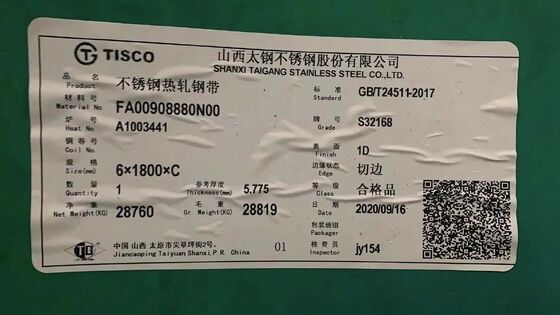 TISCO
山西太钢不锈钢股份有限公司
SHANXI TAIGANG STAINLESS STEEL CO.,LTD.
不锈钢热轧钢带
标准 Standard GB/T24511-2017
材料号 Material No FA00908880N00
牌号 Grade S32168
炉号 Heat No A1003441
钢卷号 Coil No.
表面 Finish 1D
规格 Size(mm) 6×1800×C
边缘状态 Edge 切边
数量 Quantity 1
参考厚度 Thickness(mm) 5.775
等级 Class 合格品
净重 Net Weight(KG) 28760
毛重 Gr. Weight(KG) 28819
2020/09/16
包装班组 Packager
中国 山西 太原市尖草坪街2号。
Jiancaoping Taiyuan Shanxi, P.R. China
01
检查员 Inspector jy154